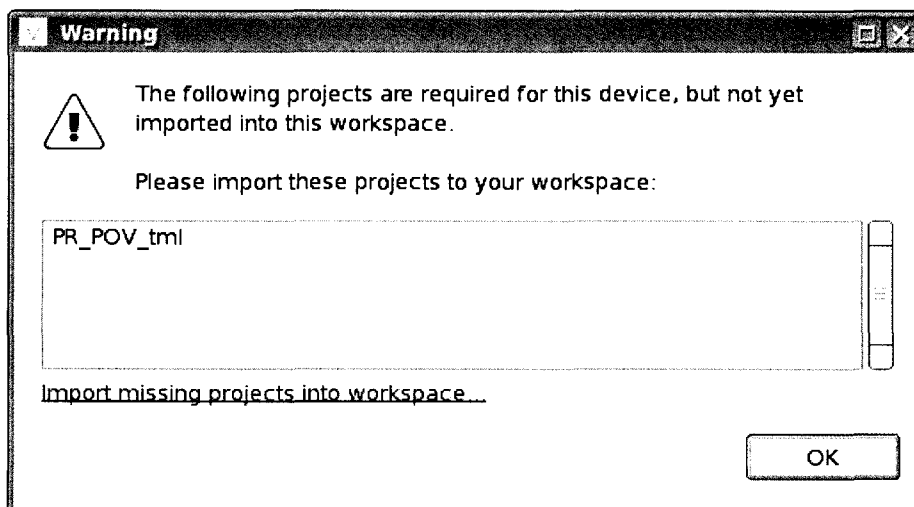 Warning
The following projects are required for this device, but not yet
imported into this workspace.
Please import these projects to your workspace:
PR_POV_tml
Import missing projects into workspace...
OK